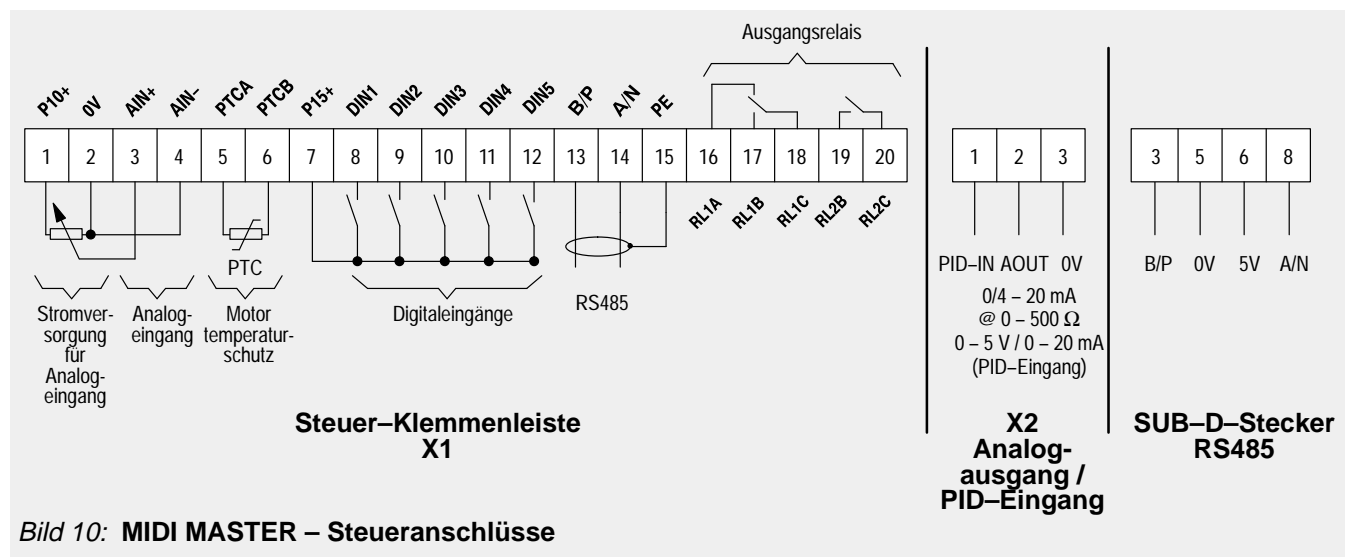 Ausgangsrelais
P10+ 0V AIN+ AIN– PTCA PTCB P15+ DIN1 DIN2 DIN3 DIN4 DIN5 B/P A/N PE
1 2 3 4 5 6 7 8 9 10 11 12 13 14 15 16 17 18 19 20
RL1A RL1B RL1C RL2B RL2C
PTC
Stromver-
sorgung
für
Analog-
eingang
Analog-
eingang
Motor
temperatur-
schutz
Digitaleingänge
RS485
Steuer–Klemmenleiste
X1
1 2 3
PID–IN AOUT 0V
0/4 – 20 mA
@ 0 – 500 Ω
0 – 5 V / 0 – 20 mA
(PID–Eingang)
X2
Analog-
ausgang /
PID–Eingang
3 5 6 8
B/P 0V 5V A/N
SUB–D–Stecker
RS485
Bild 10: MIDI MASTER – Steueranschlüsse